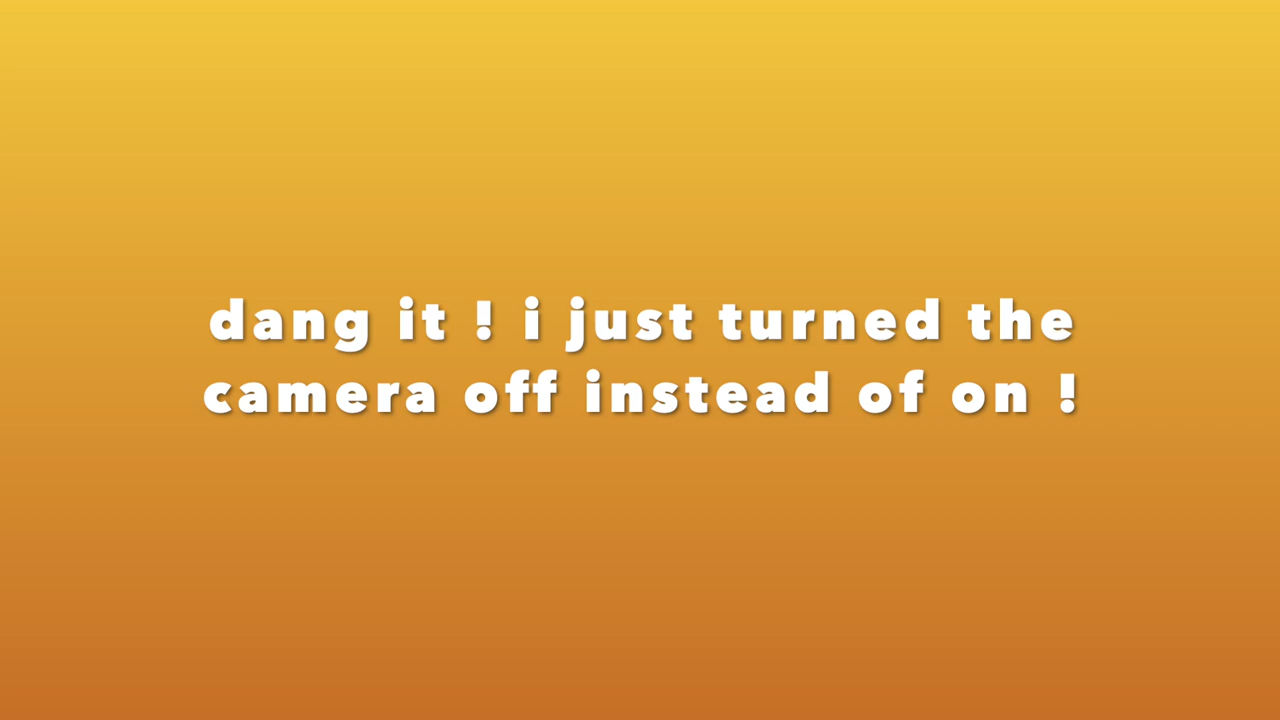 dang it ! i just turned the
camera off instead of on !